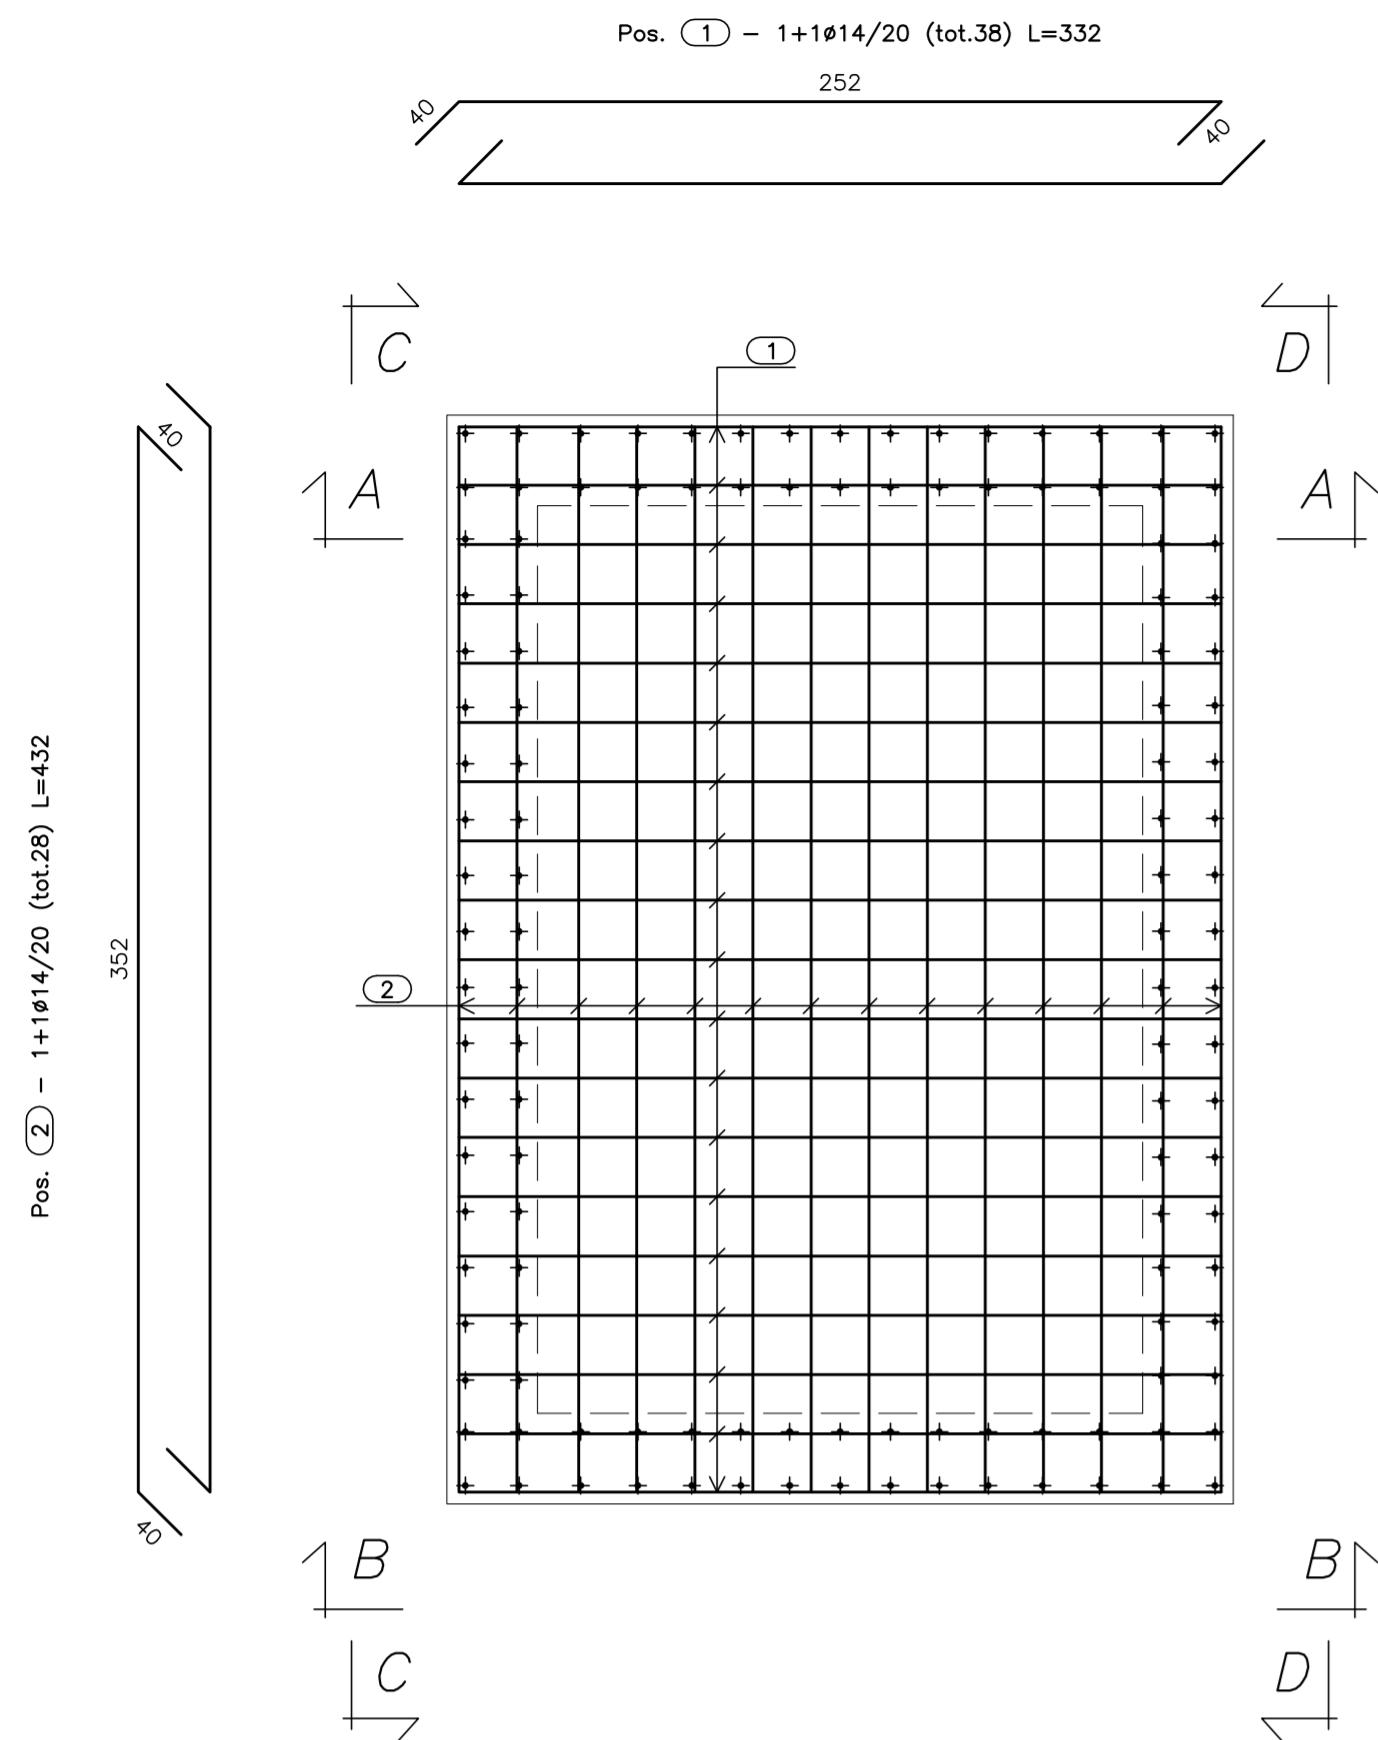 Pos. 1 – 1+1ø14/20 (tot.38) L=332
252
40
40
C
D
1
40
A
A
Pos. 2 – 1+1ø14/20 (tot.28) L=432
352
2
40
B
B
C
D